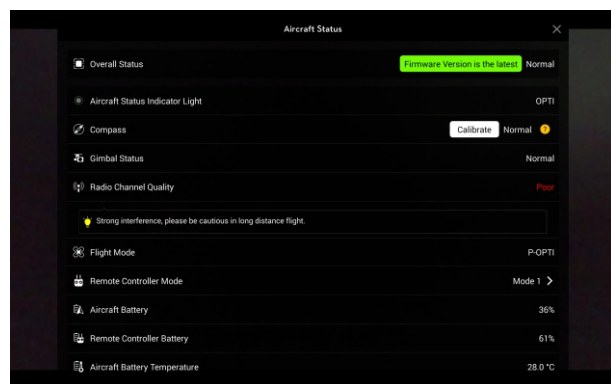 Aircraft Status
Overall Status Firmware Version is the latest Normal
Aircraft Status Indicator Light OPTI
Compass Calibrate Normal ?
Gimbal Status Normal
Radio Channel Quality Poor
Strong interference, please be cautious in long distance flight.
Flight Mode P-OPTI
Remote Controller Mode Mode 1
Aircraft Battery 36%
Remote Controller Battery 61%
Aircraft Battery Temperature 28.0 °C